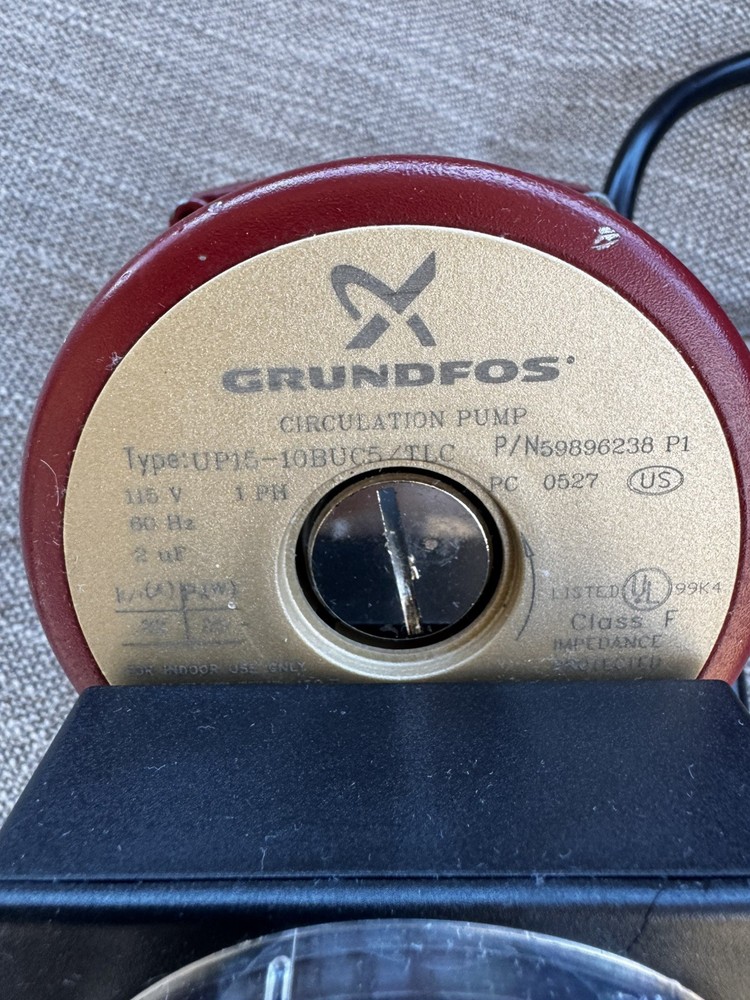 GRUNDFOS
CIRCULATION PUMP
Type: UP15-10BUC5/TLC P/N 59896238 P1
115 V 1 PH PC 0527 US
60 Hz
2 uF
LISTED UL 99K4
Class F
IMPEDANCE
PROTECTED
FOR INDOOR USE ONLY